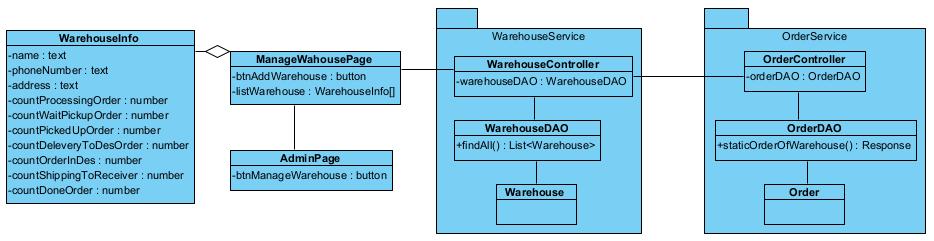 WarehouseInfo
-name : text
-phoneNumber : text
-address : text
-countProcessingOrder : number
-countWaitPickupOrder : number
-countPickedUpOrder : number
-countDeleveryToDesOrder : number
-countOrderInDes : number
-countShippingToReceiver : number
-countDoneOrder : number
ManageWahousePage
-btnAddWarehouse : button
-listWarehouse : WarehouseInfo[]
AdminPage
-btnManageWarehouse : button
WarehouseService
WarehouseController
-warehouseDAO : WarehouseDAO
WarehouseDAO
+findAll() : List<Warehouse>
Warehouse
OrderService
OrderController
-orderDAO : OrderDAO
OrderDAO
+staticOrderOfWarehouse() : Response
Order